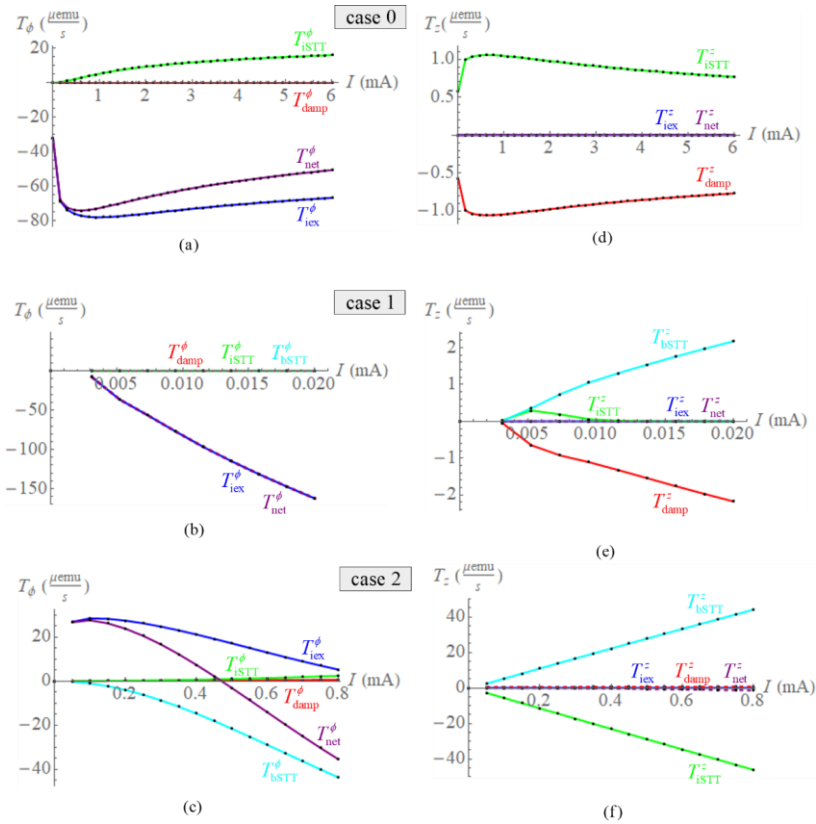 T_ϕ (μemu/s)
case 0
20
T^ϕ_iSTT
I (mA)
1 2 3 4 5 6
T^ϕ_damp
−20
−40
T^ϕ_net
−60
−80
T^ϕ_iex
(a)
T_z (μemu/s)
1.0
T^z_iSTT
0.5
T^z_iex T^z_net
I (mA)
1 2 3 4 5 6
−0.5
T^z_damp
−1.0
(d)
T_ϕ (μemu/s)
case 1
T^ϕ_damp T^ϕ_iSTT T^ϕ_bSTT
I (mA)
0.005 0.010 0.015 0.020
−50
−100
T^ϕ_iex
−150
T^ϕ_net
(b)
T_z (μemu/s)
T^z_bSTT
2
1
T^z_iSTT T^z_iex T^z_net
I (mA)
0.005 0.010 0.015 0.020
−1
T^z_damp
−2
(e)
T_ϕ (μemu/s)
case 2
20
T^ϕ_iSTT T^ϕ_iex
I (mA)
0.2 0.4 0.6 0.8
T^ϕ_damp
−20
T^ϕ_net
−40
T^ϕ_bSTT
(c)
T_z (μemu/s)
40
T^z_bSTT
20
T^z_iex T^z_damp T^z_net
I (mA)
0.2 0.4 0.6 0.8
−20
−40
T^z_iSTT
(f)